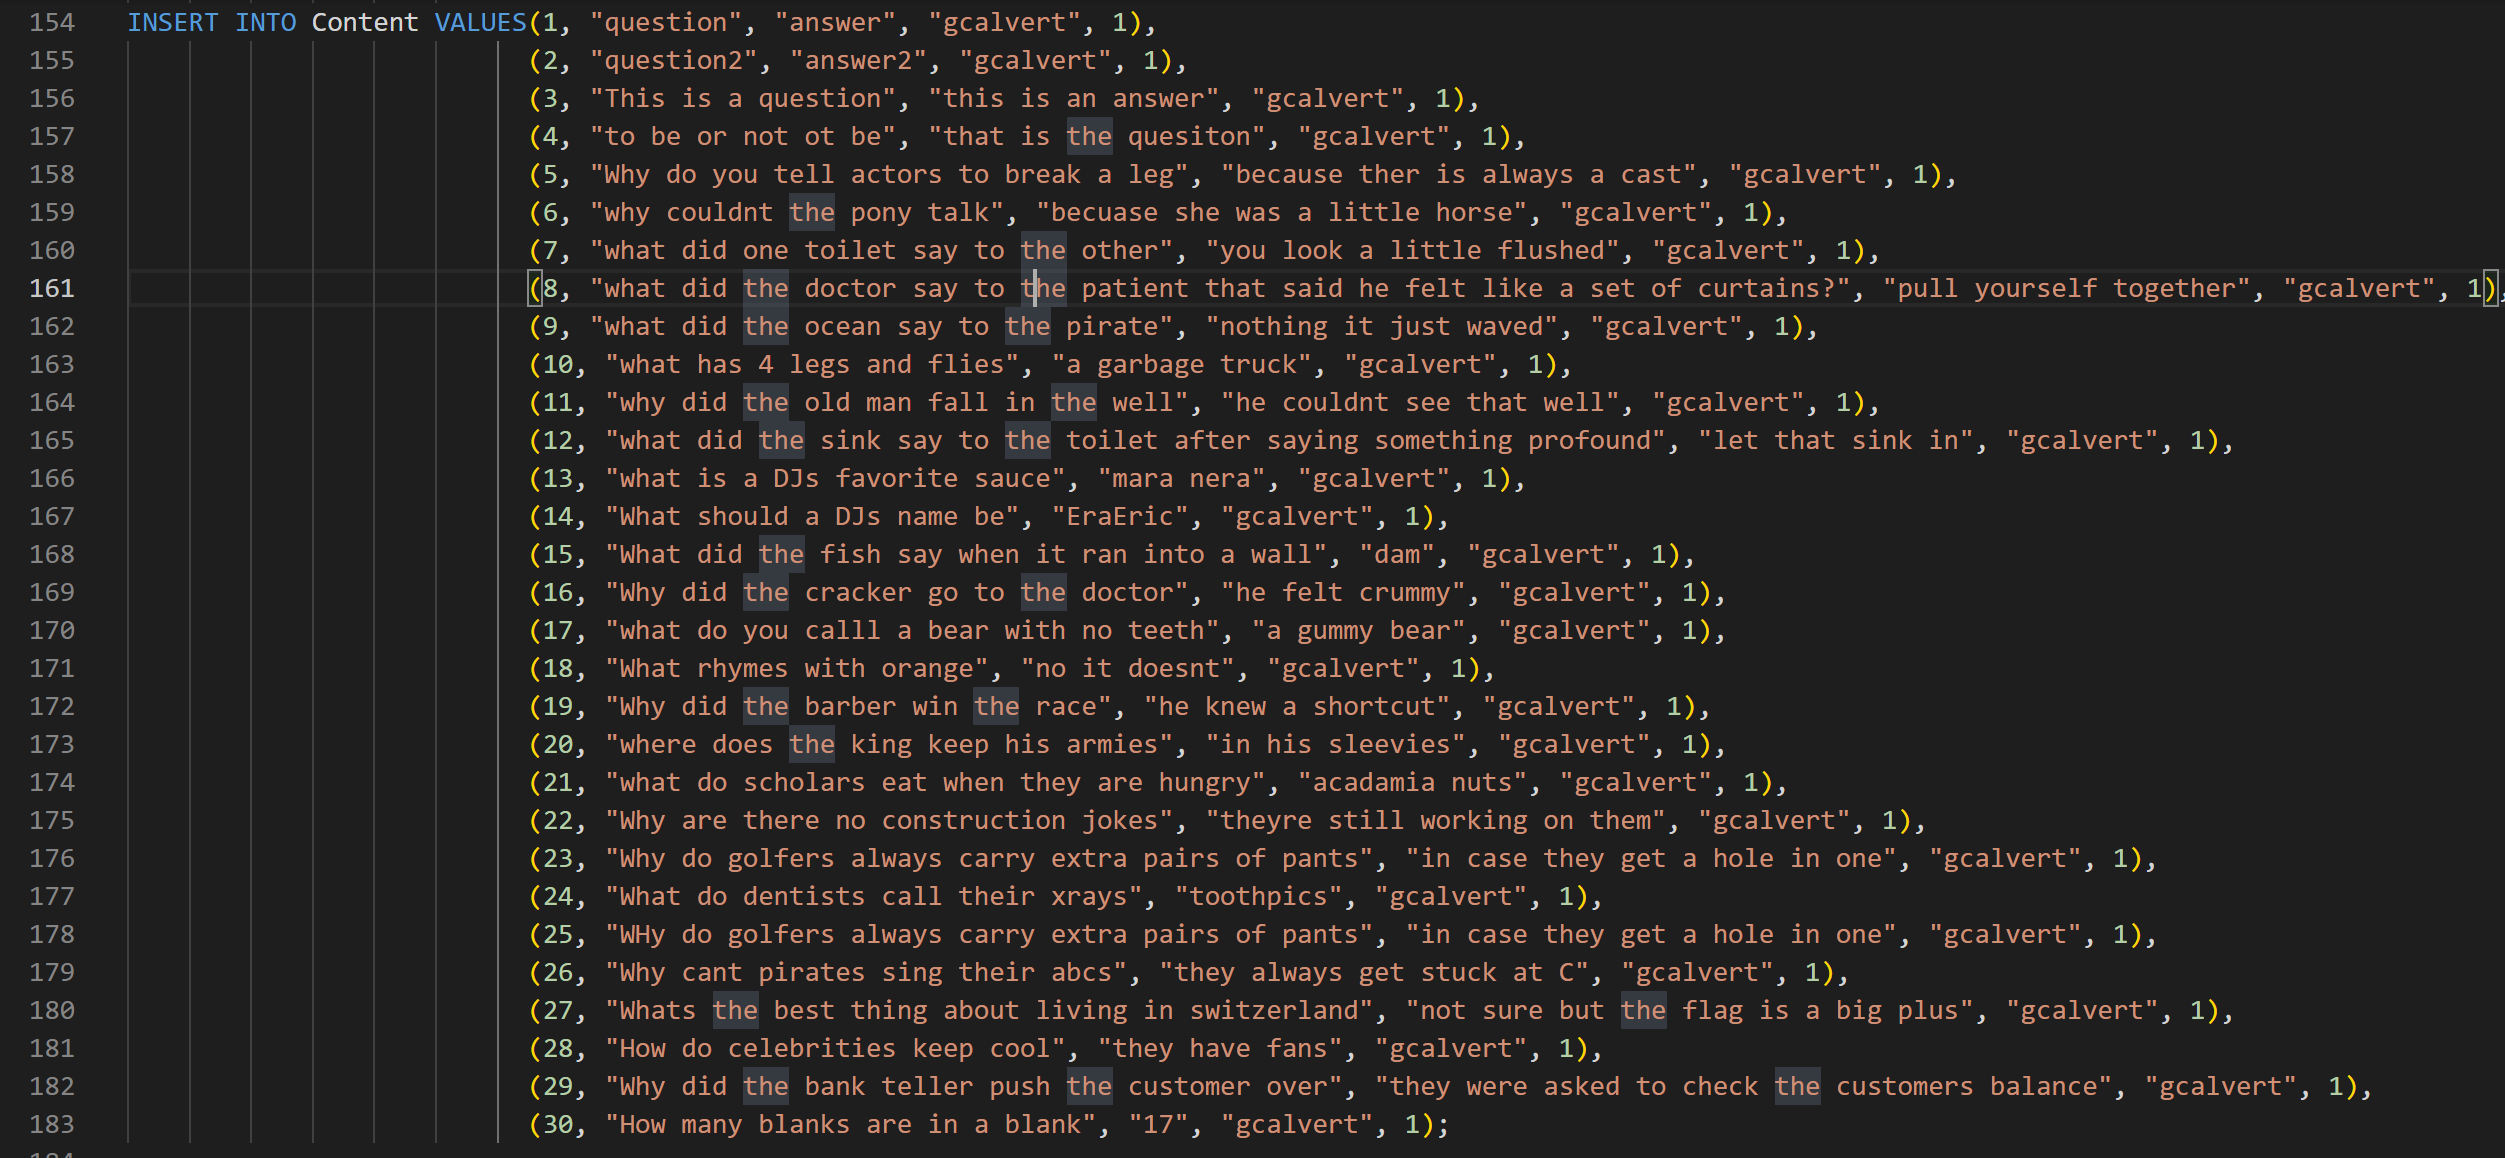 154 INSERT INTO Content VALUES(1, "question", "answer", "gcalvert", 1),
155 (2, "question2", "answer2", "gcalvert", 1),
156 (3, "This is a question", "this is an answer", "gcalvert", 1),
157 (4, "to be or not ot be", "that is the quesiton", "gcalvert", 1),
158 (5, "Why do you tell actors to break a leg", "because ther is always a cast", "gcalvert", 1),
159 (6, "why couldnt the pony talk", "becuase she was a little horse", "gcalvert", 1),
160 (7, "what did one toilet say to the other", "you look a little flushed", "gcalvert", 1),
161 (8, "what did the doctor say to the patient that said he felt like a set of curtains?", "pull yourself together", "gcalvert", 1),
162 (9, "what did the ocean say to the pirate", "nothing it just waved", "gcalvert", 1),
163 (10, "what has 4 legs and flies", "a garbage truck", "gcalvert", 1),
164 (11, "why did the old man fall in the well", "he couldnt see that well", "gcalvert", 1),
165 (12, "what did the sink say to the toilet after saying something profound", "let that sink in", "gcalvert", 1),
166 (13, "what is a DJs favorite sauce", "mara nera", "gcalvert", 1),
167 (14, "What should a DJs name be", "EraEric", "gcalvert", 1),
168 (15, "What did the fish say when it ran into a wall", "dam", "gcalvert", 1),
169 (16, "Why did the cracker go to the doctor", "he felt crummy", "gcalvert", 1),
170 (17, "what do you calll a bear with no teeth", "a gummy bear", "gcalvert", 1),
171 (18, "What rhymes with orange", "no it doesnt", "gcalvert", 1),
172 (19, "Why did the barber win the race", "he knew a shortcut", "gcalvert", 1),
173 (20, "where does the king keep his armies", "in his sleevies", "gcalvert", 1),
174 (21, "what do scholars eat when they are hungry", "acadamia nuts", "gcalvert", 1),
175 (22, "Why are there no construction jokes", "theyre still working on them", "gcalvert", 1),
176 (23, "Why do golfers always carry extra pairs of pants", "in case they get a hole in one", "gcalvert", 1),
177 (24, "What do dentists call their xrays", "toothpics", "gcalvert", 1),
178 (25, "WHy do golfers always carry extra pairs of pants", "in case they get a hole in one", "gcalvert", 1),
179 (26, "Why cant pirates sing their abcs", "they always get stuck at C", "gcalvert", 1),
180 (27, "Whats the best thing about living in switzerland", "not sure but the flag is a big plus", "gcalvert", 1),
181 (28, "How do celebrities keep cool", "they have fans", "gcalvert", 1),
182 (29, "Why did the bank teller push the customer over", "they were asked to check the customers balance", "gcalvert", 1),
183 (30, "How many blanks are in a blank", "17", "gcalvert", 1);